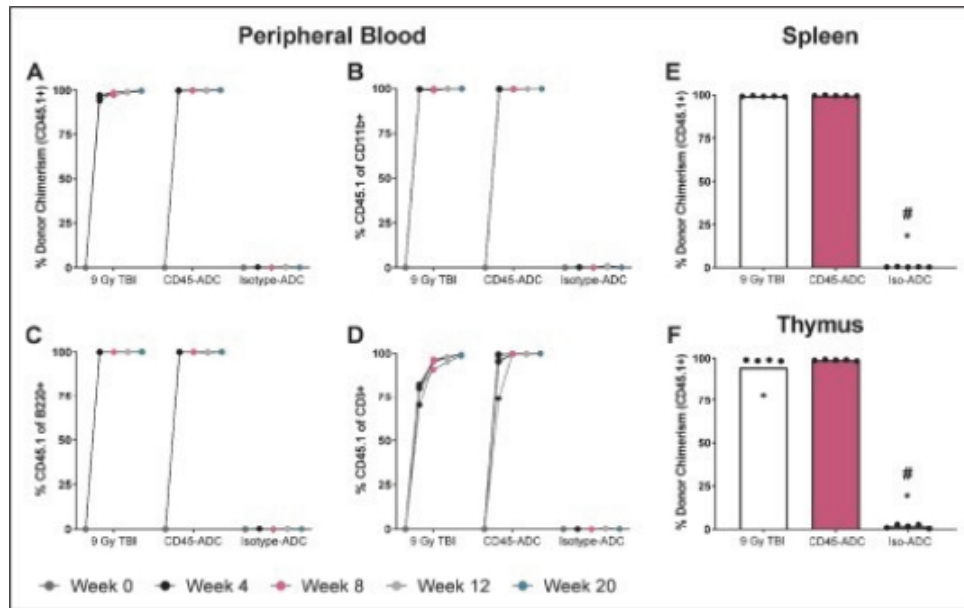 Peripheral Blood
Spleen
A
% Donor Chimerism (CD45.1+)
100
75
50
25
0
9 Gy TBI
CD45-ADC
Isotype-ADC
B
% CD45.1 of CD11b+
100
75
50
25
0
9 Gy TBI
CD45-ADC
Isotype-ADC
E
% Donor Chimerism (CD45.1+)
100
75
50
25
0
#
*
9 Gy TBI
CD45-ADC
Iso-ADC
C
% CD45.1 of B220+
100
75
50
25
0
9 Gy TBI
CD45-ADC
Isotype-ADC
D
% CD45.1 of CD3+
100
75
50
25
0
9 Gy TBI
CD45-ADC
Isotype-ADC
Thymus
F
% Donor Chimerism (CD45.1+)
100
75
50
25
0
*
#
*
9 Gy TBI
CD45-ADC
Iso-ADC
Week 0 Week 4 Week 8 Week 12 Week 20